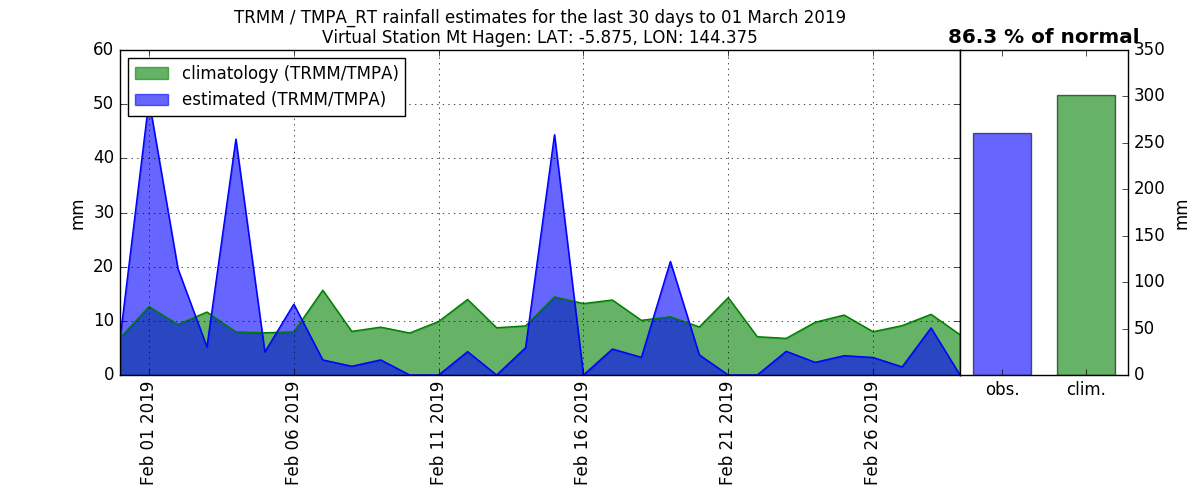 TRMM / TMPA_RT rainfall estimates for the last 30 days to 01 March 2019
Virtual Station Mt Hagen: LAT: -5.875, LON: 144.375
86.3 % of normal
climatology (TRMM/TMPA)
estimated (TRMM/TMPA)
60
50
40
30
20
10
0
mm
Feb 01 2019
Feb 06 2019
Feb 11 2019
Feb 16 2019
Feb 21 2019
Feb 26 2019
obs.
clim.
350
300
250
200
150
100
50
0
mm